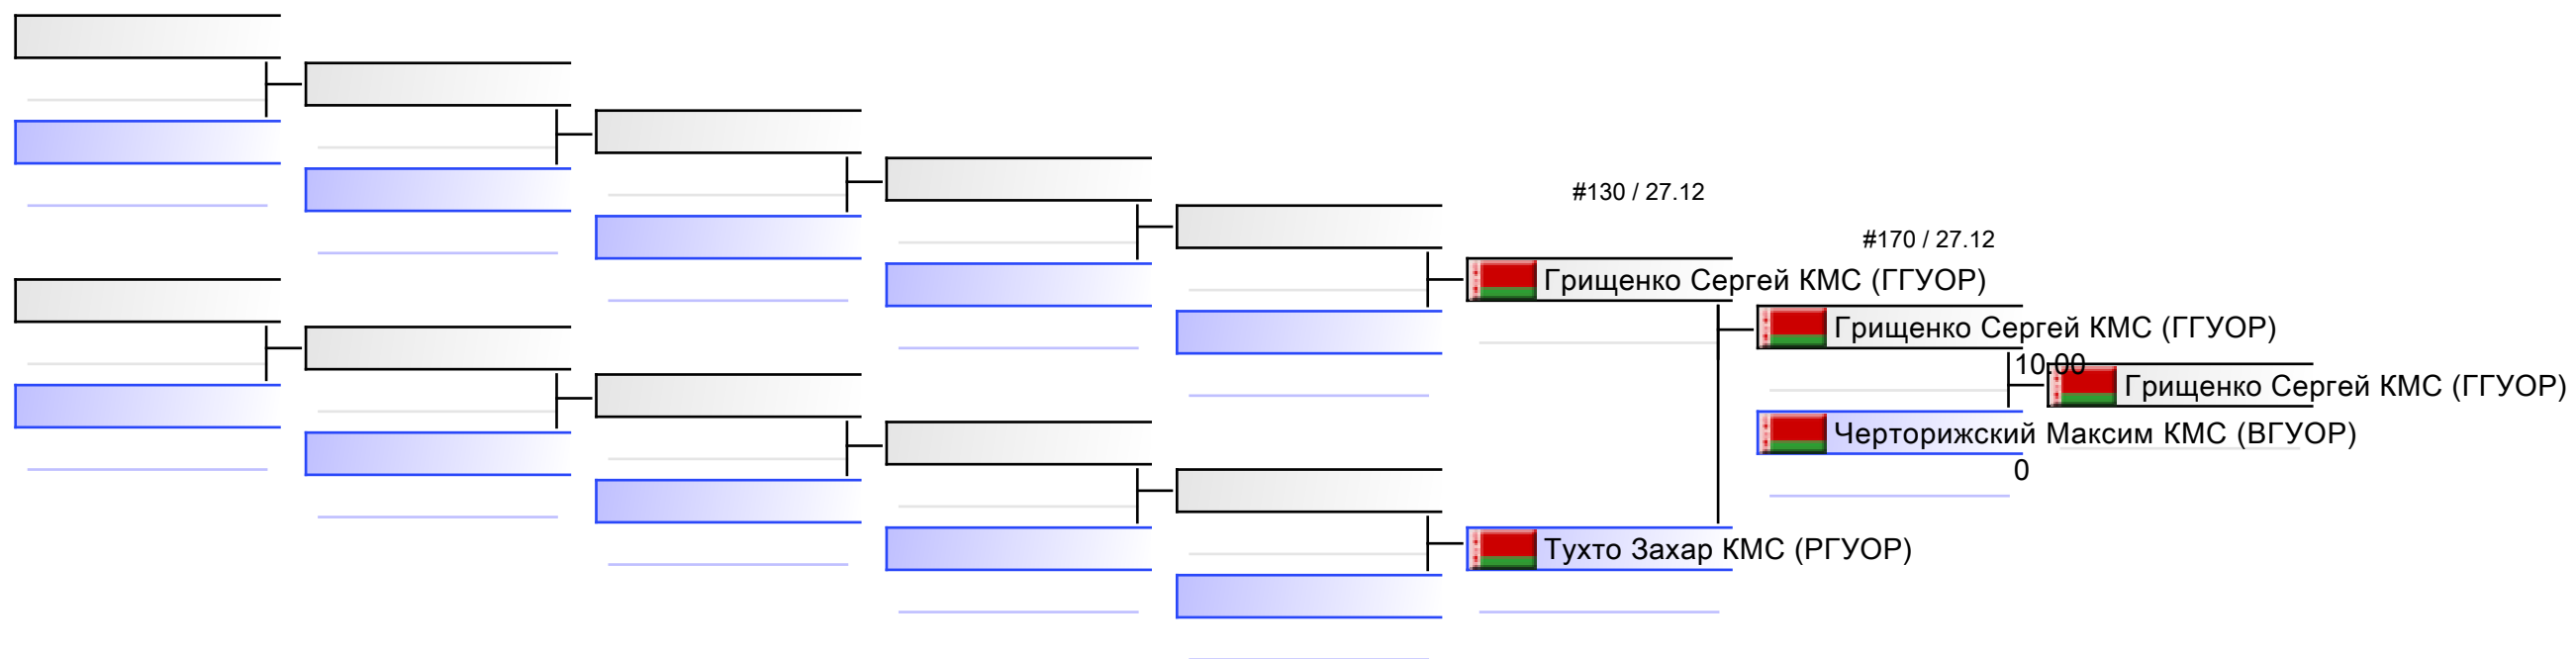 #130 / 27.12
#170 / 27.12
Грищенко Сергей КМС (ГГУОР)
Грищенко Сергей КМС (ГГУОР)
10.00
Грищенко Сергей КМС (ГГУОР)
Черторижский Максим КМС (ВГУОР)
0
Тухто Захар КМС (РГУОР)